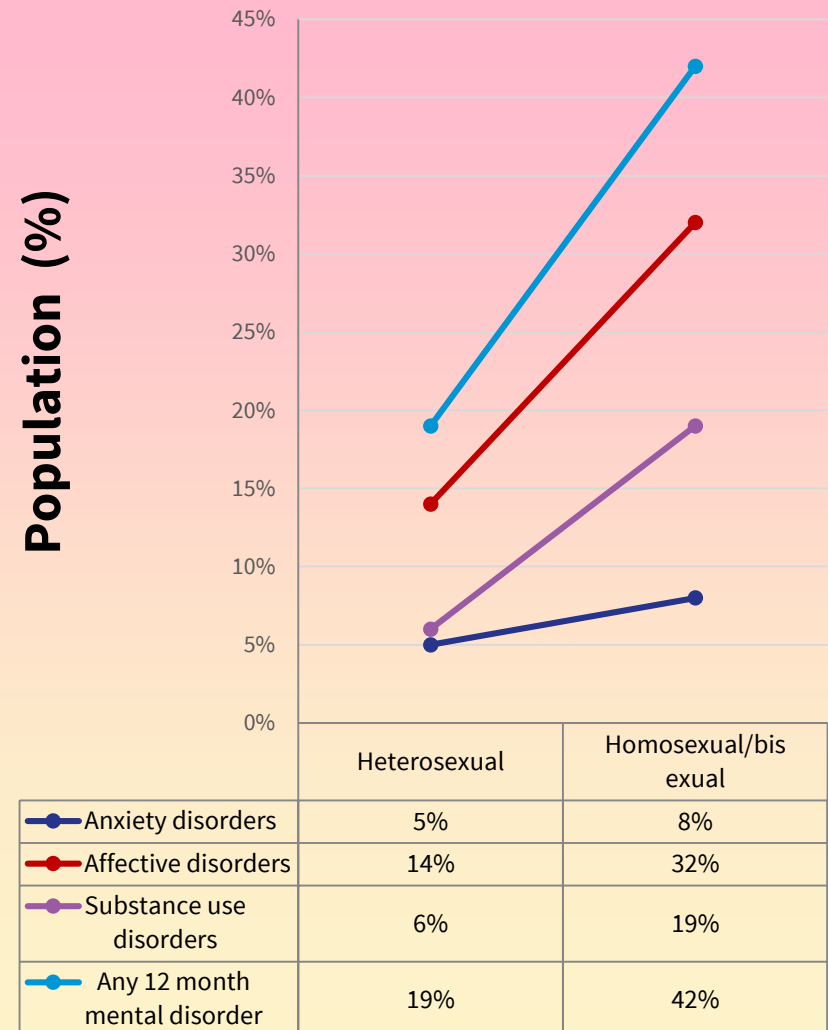 45%
40%
35%
30%
25%
20%
15%
10%
5%
0%
Population (%)
Heterosexual
Homosexual/bis
exual
Anxiety disorders 5% 8%
Affective disorders 14% 32%
Substance use
disorders 6% 19%
Any 12 month
mental disorder 19% 42%